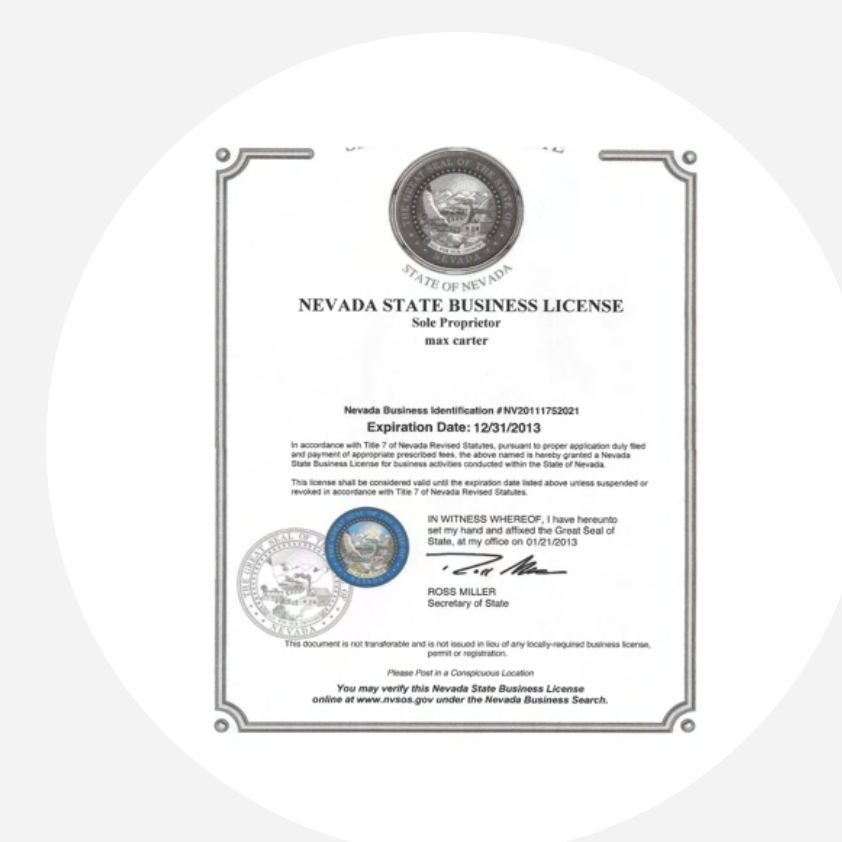 THE GREAT SEAL OF THE STATE OF NEVADA
STATE OF NEVADA
NEVADA STATE BUSINESS LICENSE
Sole Proprietor
max carter
Nevada Business Identification # NV20111752021
Expiration Date: 12/31/2013
In accordance with Title 7 of Nevada Revised Statutes, pursuant to proper application duly filed
and payment of appropriate prescribed fees, the above named is hereby granted a Nevada
State Business License for business activities conducted within the State of Nevada.
This license shall be considered valid until the expiration date listed above unless suspended or
revoked in accordance with Title 7 of Nevada Revised Statutes.
IN WITNESS WHEREOF, I have hereunto
set my hand and affixed the Great Seal of
State, at my office on 01/21/2013
ROSS MILLER
Secretary of State
This document is not transferable and is not issued in lieu of any locally-required business license,
permit or registration.
Please Post in a Conspicuous Location
You may verify this Nevada State Business License
online at www.nvsos.gov under the Nevada Business Search.